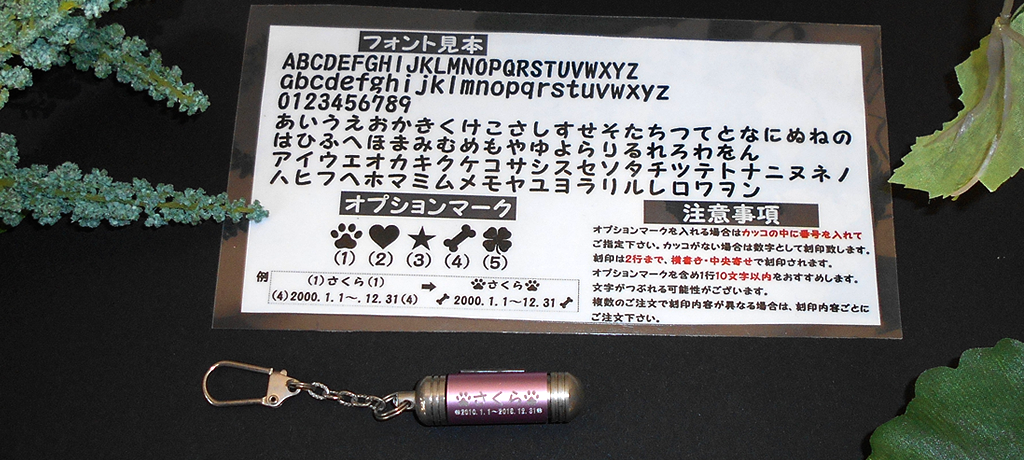 フォント見本
ABCDEFGHIJKLMNOPQRSTUVWXYZ
abcdefghijklmnopqrstuvwxyz
0123456789
あいうえおかきくけこさしすせそたちつてとなにぬねの
はひふへほまみむめもやゆよらりるれろわをん
アイウエオカキクケコサシスセソタチツテトナニヌネノ
ハヒフヘホマミムメモヤユヨラリルレロワヲン
オプションマーク
(1) (2) (3) (4) (5)
例
(1)さくら(1)
(4)2000.1.1〜.12.31(4)
➡
さくら
2000.1.1〜.12.31
注意事項
オプションマークを入れる場合はカッコの中に番号を入れて
ご指定下さい。カッコがない場合は数字として刻印致します。
刻印は2行まで、横書き・中央寄せで刻印されます。
オプションマークを含め1行10文字以内をおすすめします。
文字がつぶれる可能性がございます。
複数のご注文で刻印内容が異なる場合は、刻印内容ごとに
ご注文下さい。
さくら
2010.1.1〜2010.12.31